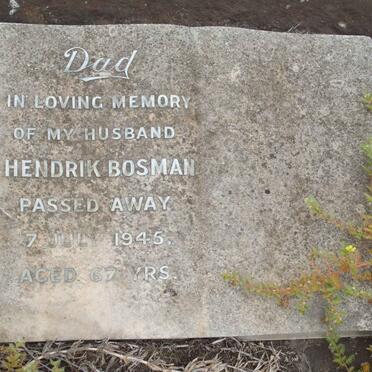 Dad
IN LOVING MEMORY
OF MY HUSBAND
HENDRIK BOSMAN
PASSED AWAY
7 JULY 1945.
AGED 67 YRS.